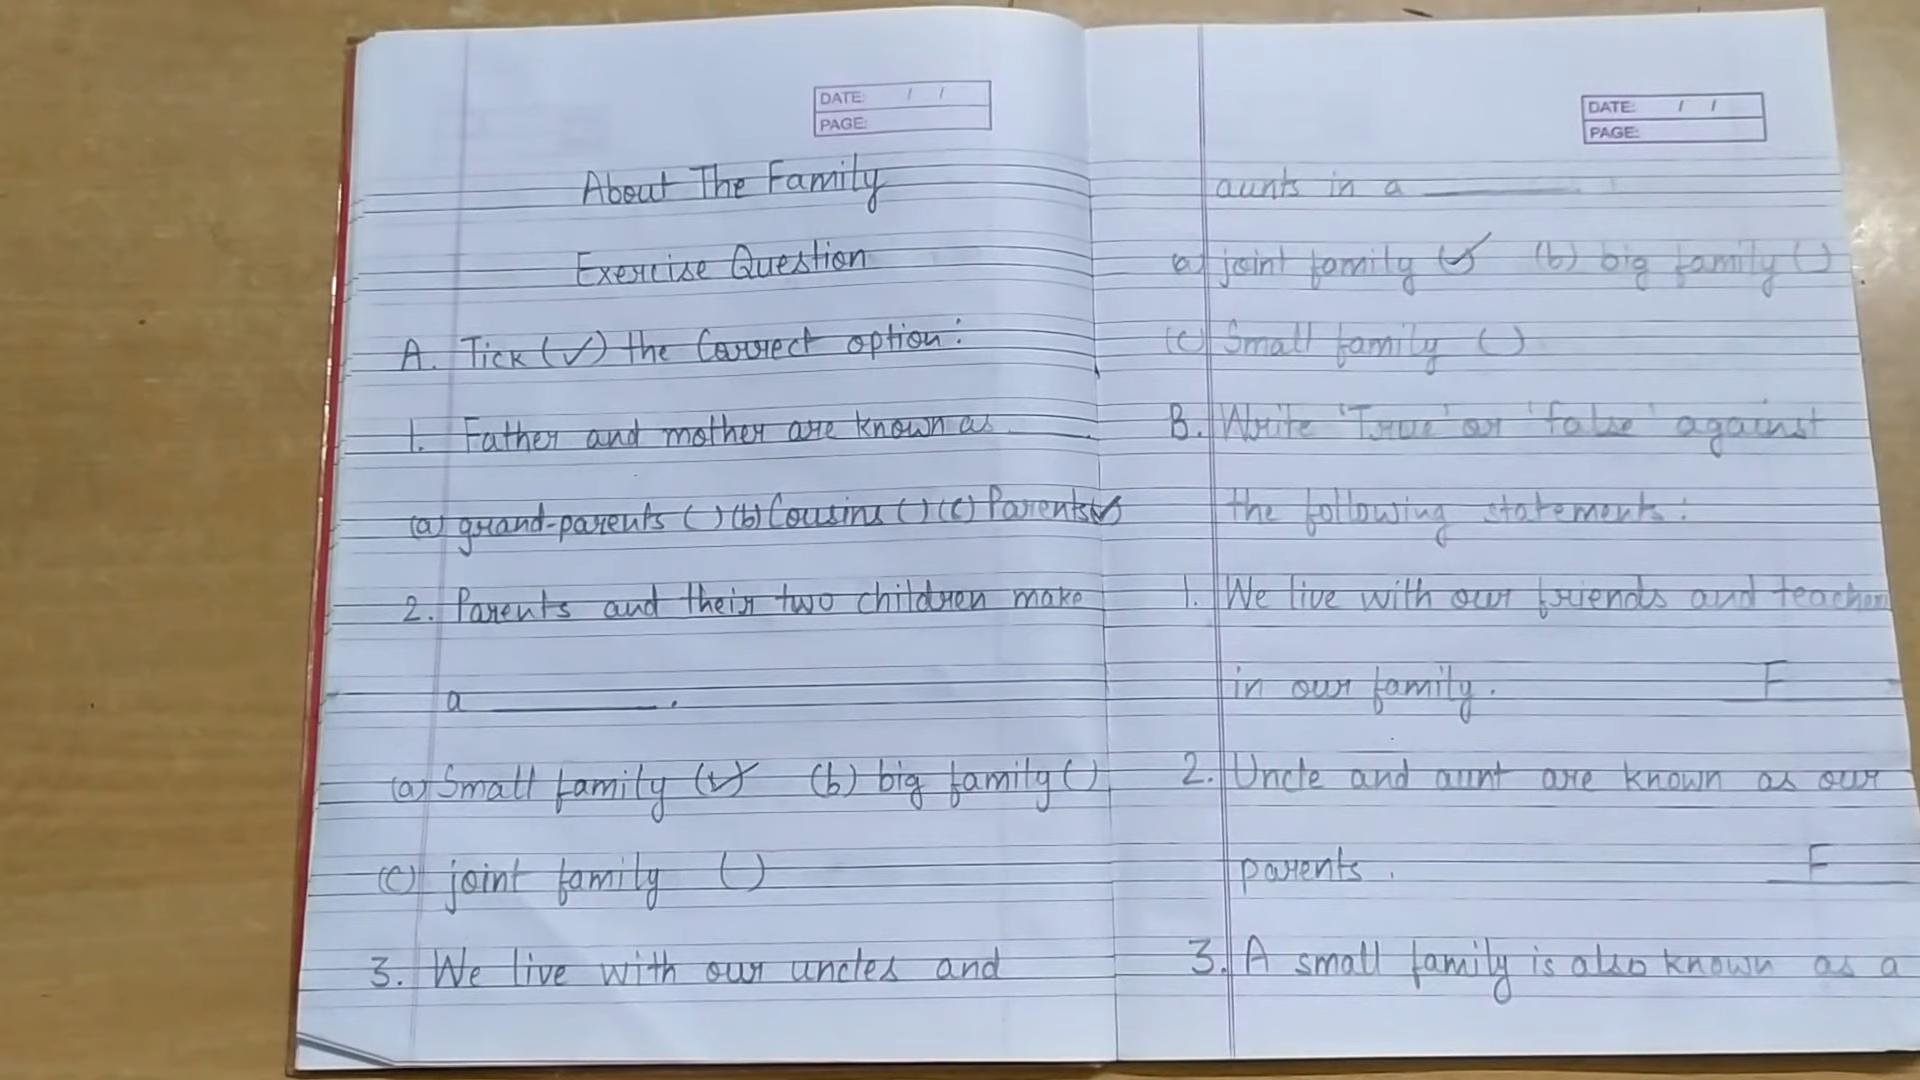 DATE: / /
PAGE:
About The Family
Exercise Question
A. Tick (✓) the Correct option:
1. Father and mother are known as
(a) grand-parents ( ) (b) Cousins ( ) (c) Parents ✓
2. Parents and their two children make
a ________.
(a) Small family (✓) (b) big family ( )
(c) joint family ( )
3. We live with our uncles and
DATE: / /
PAGE:
aunts in a ________.
(a) joint family (✓) (b) big family ( )
(c) Small family ( )
B. Write 'True' or 'false' against
the following statements:
1. We live with our friends and teacher
in our family. F
2. Uncle and aunt are known as our
parents. F
3. A small family is also known as a